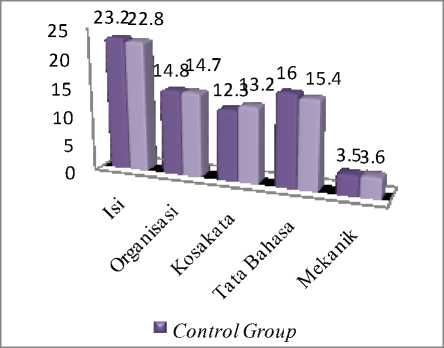 25
20
15
10
5
0
23.2 22.8
14.8 14.7
12.3 13.2
16 15.4
3.5 3.6
Isi
Organisasi
Kosakata
Tata Bahasa
Mekanik
Control Group